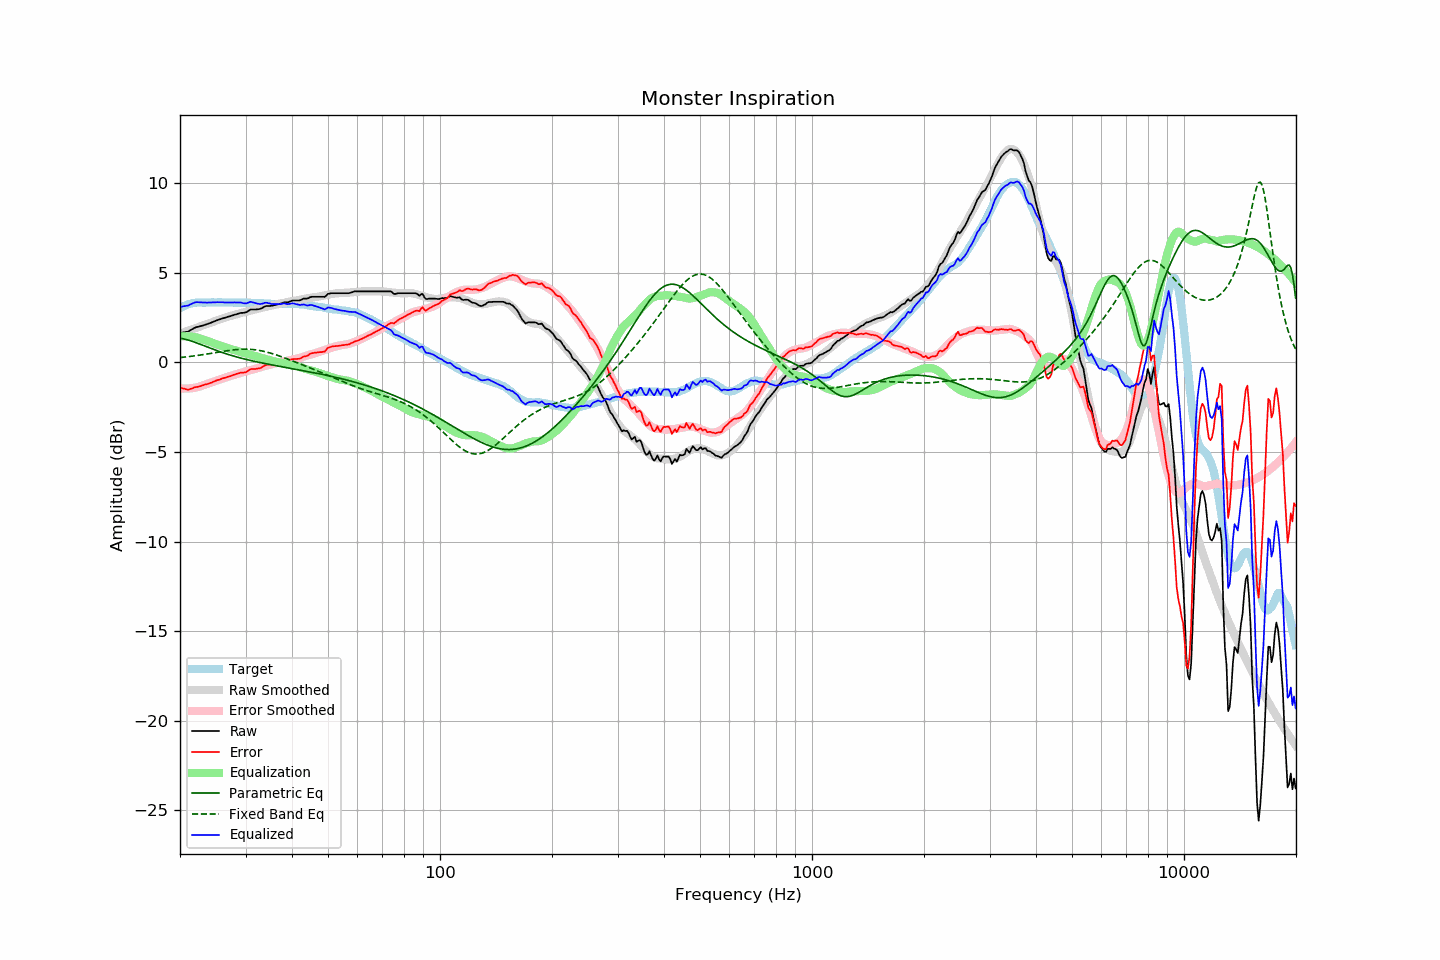 Monster Inspiration
Amplitude (dBr)
10
5
0
−5
−10
−15
−20
−25
Target
Raw Smoothed
Error Smoothed
Raw
Error
Equalization
Parametric Eq
Fixed Band Eq
Equalized
100
1000
10000
Frequency (Hz)